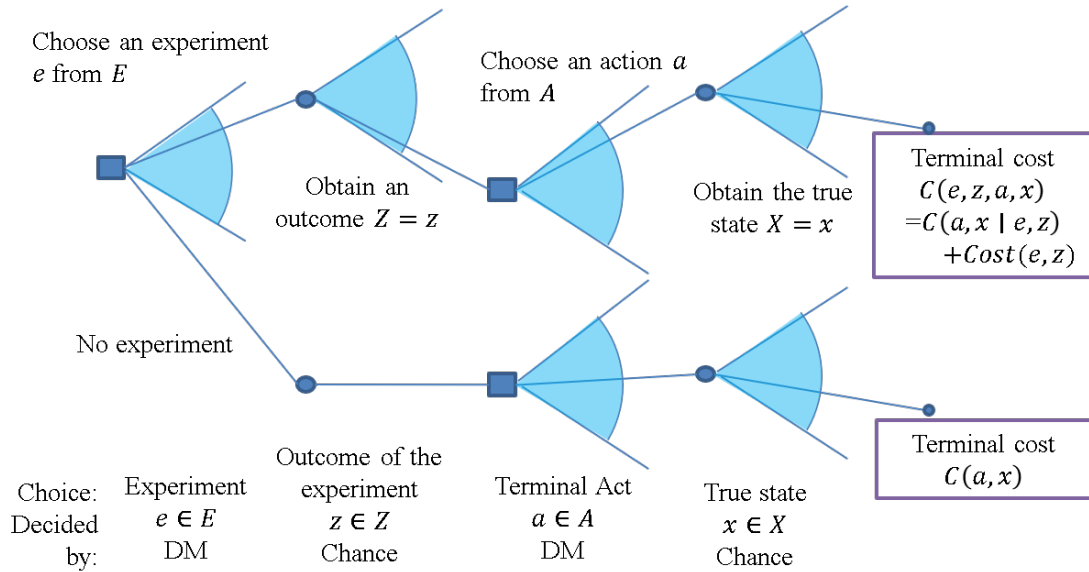 Choose an experiment
e from E
Choose an action a
from A
Obtain an
outcome Z = z
Obtain the true
state X = x
Terminal cost
C(e, z, a, x)
=C(a, x | e, z)
+Cost(e, z)
No experiment
Terminal cost
C(a, x)
Choice:
Decided
by:
Experiment
e ∈ E
DM
Outcome of the
experiment
z ∈ Z
Chance
Terminal Act
a ∈ A
DM
True state
x ∈ X
Chance